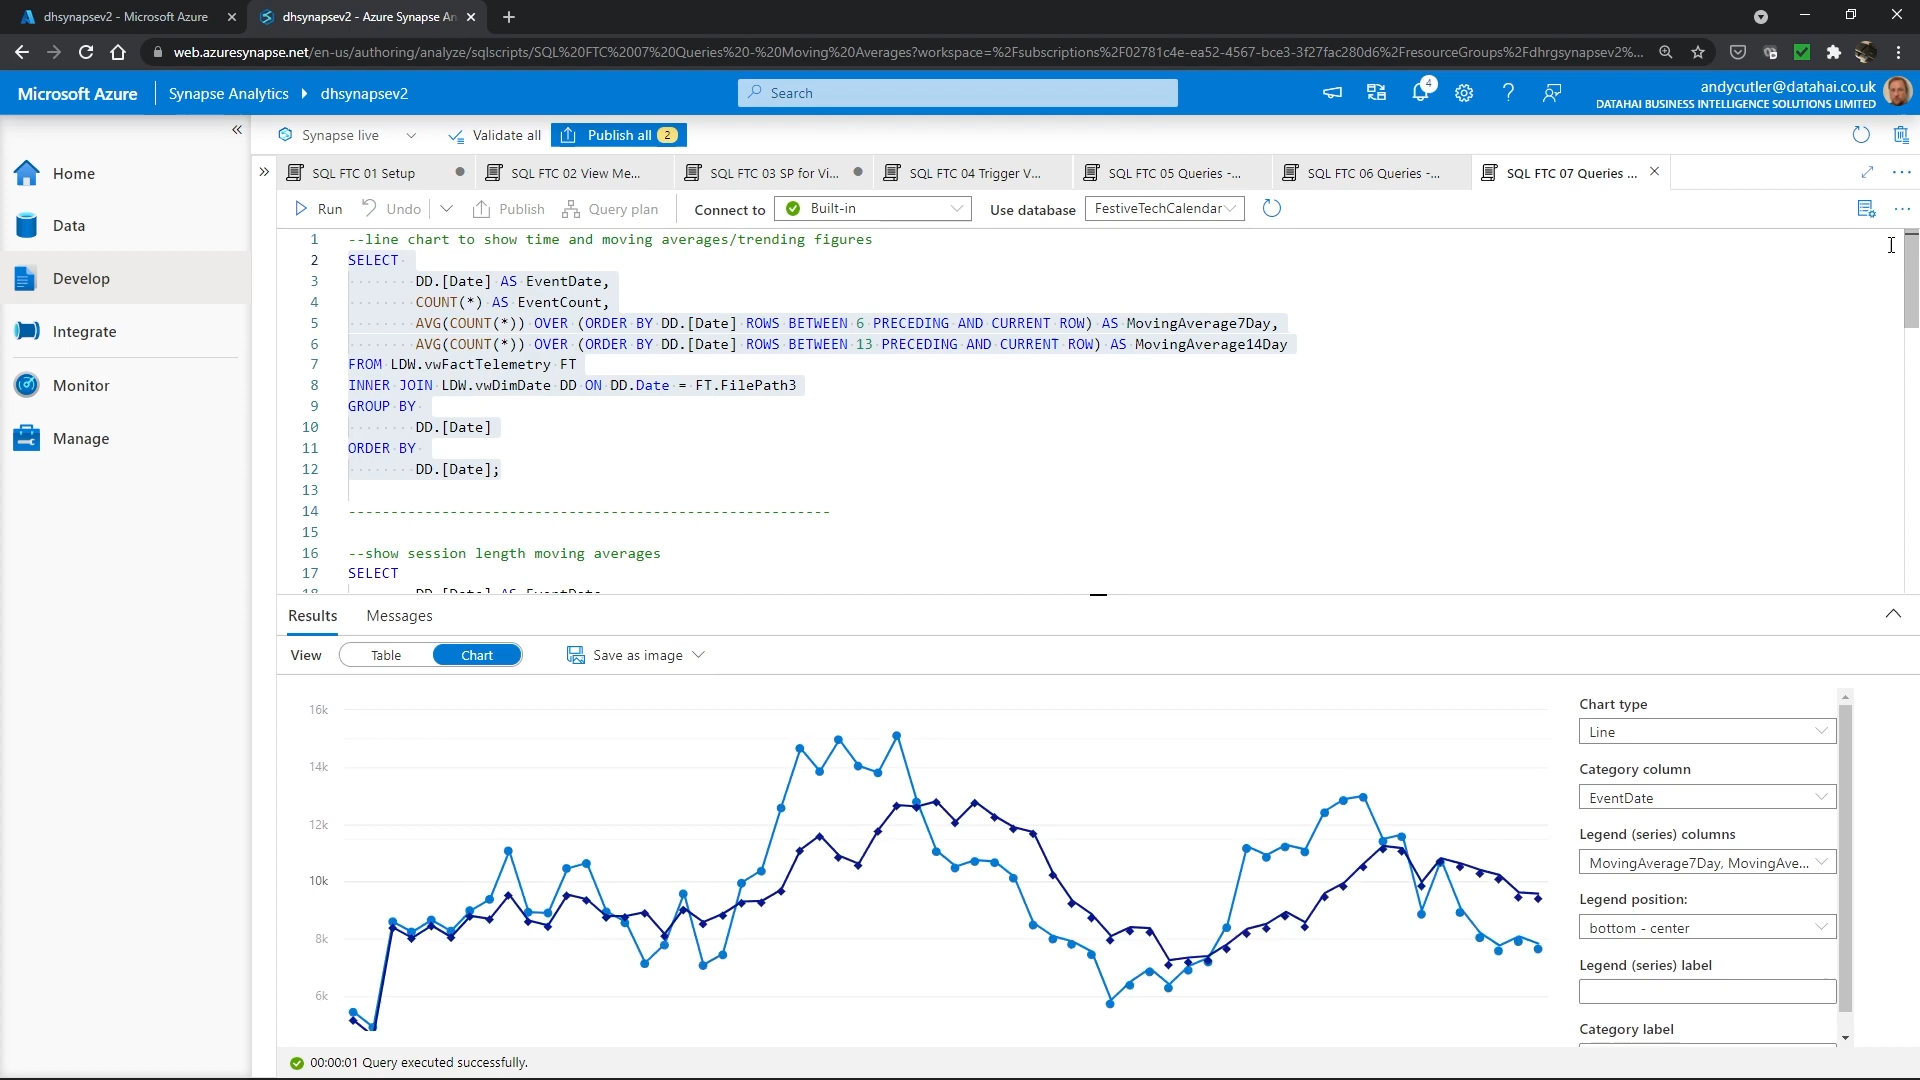 dhsynapsev2 - Microsoft Azure
dhsynapsev2 - Azure Synapse An
web.azuresynapse.net/en-us/authoring/analyze/sqlscripts/SQL%20FTC%2007%20Queries%20-%20Moving%20Averages?workspace=%2Fsubscriptions%2F02781c4e-ea52-4567-bce3-3f27fac280d6%2FresourceGroups%2Fdhrgsynapsev2%...
Microsoft Azure
Synapse Analytics
dhsynapsev2
Search
4
andycutler@datahai.co.uk
DATAHAI BUSINESS INTELLIGENCE SOLUTIONS LIMITED
Home
Data
Develop
Integrate
Monitor
Manage
Synapse live
Validate all
Publish all 2
SQL FTC 01 Setup
SQL FTC 02 View Me...
SQL FTC 03 SP for Vi...
SQL FTC 04 Trigger V...
SQL FTC 05 Queries -...
SQL FTC 06 Queries -...
SQL FTC 07 Queries ...
Run
Undo
Publish
Query plan
Connect to
Built-in
Use database
FestiveTechCalendar
1 --line chart to show time and moving averages/trending figures
2 SELECT
3 DD.[Date] AS EventDate,
4 COUNT(*) AS EventCount,
5 AVG(COUNT(*)) OVER (ORDER BY DD.[Date] ROWS BETWEEN 6 PRECEDING AND CURRENT ROW) AS MovingAverage7Day,
6 AVG(COUNT(*)) OVER (ORDER BY DD.[Date] ROWS BETWEEN 13 PRECEDING AND CURRENT ROW) AS MovingAverage14Day
7 FROM LDW.vwFactTelemetry FT
8 INNER JOIN LDW.vwDimDate DD ON DD.Date = FT.FilePath3
9 GROUP BY
10 DD.[Date]
11 ORDER BY
12 DD.[Date];
13
14 ---------------------------------------------------------
15
16 --show session length moving averages
17 SELECT
18 DD.[Date] AS EventDate
Results
Messages
View
Table
Chart
Save as image
16k
14k
12k
10k
8k
6k
Chart type
Line
Category column
EventDate
Legend (series) columns
MovingAverage7Day, MovingAve...
Legend position:
bottom - center
Legend (series) label
Category label
00:00:01 Query executed successfully.